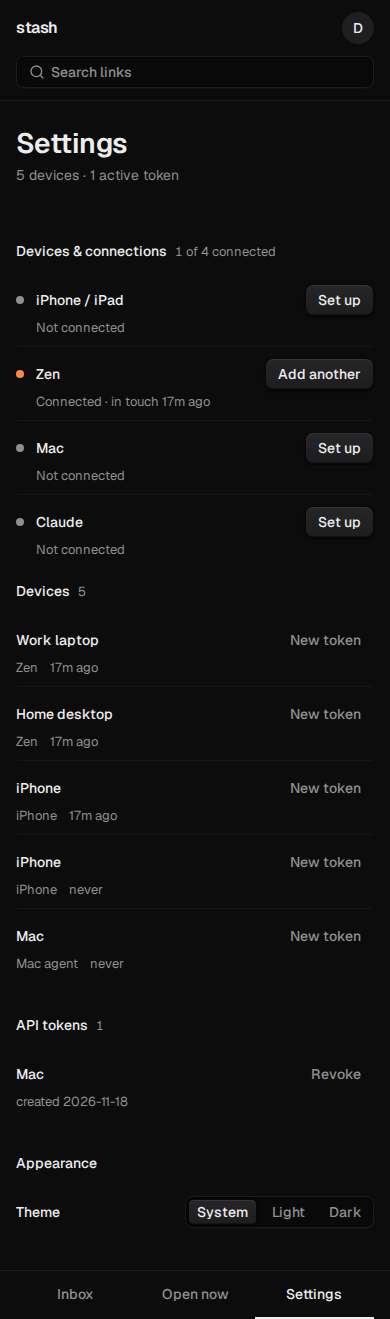 stash
D
Search links
Settings
5 devices · 1 active token
Devices & connections 1 of 4 connected
iPhone / iPad
Set up
Not connected
Zen
Add another
Connected · in touch 17m ago
Mac
Set up
Not connected
Claude
Set up
Not connected
Devices 5
Work laptop
New token
Zen 17m ago
Home desktop
New token
Zen 17m ago
iPhone
New token
iPhone 17m ago
iPhone
New token
iPhone never
Mac
New token
Mac agent never
API tokens 1
Mac
Revoke
created 2026-11-18
Appearance
Theme
System Light Dark
Inbox Open now Settings